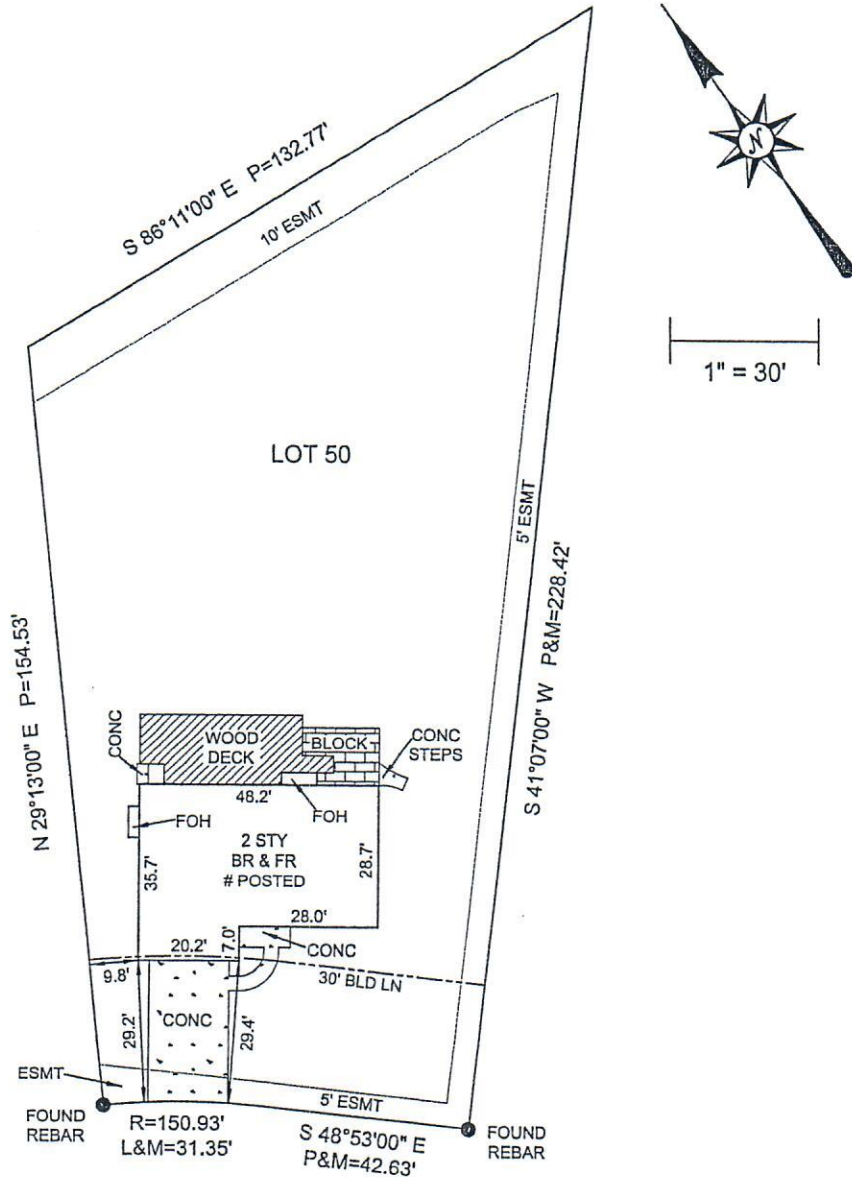 S 86°11'00" E P=132.77'
10' ESMT
N
1" = 30'
LOT 50
5' ESMT
S 41°07'00" W P&M=228.42'
N 29°13'00" E P=154.53'
CONC
WOOD
DECK
BLOCK
CONC
STEPS
48.2'
FOH
FOH
2 STY
BR & FR
# POSTED
35.7'
28.7'
28.0'
20.2'
7.0'
CONC
9.8'
30' BLD LN
29.2'
CONC
29.4'
ESMT
5' ESMT
FOUND
REBAR
R=150.93'
L&M=31.35'
S 48°53'00" E
P&M=42.63'
FOUND
REBAR